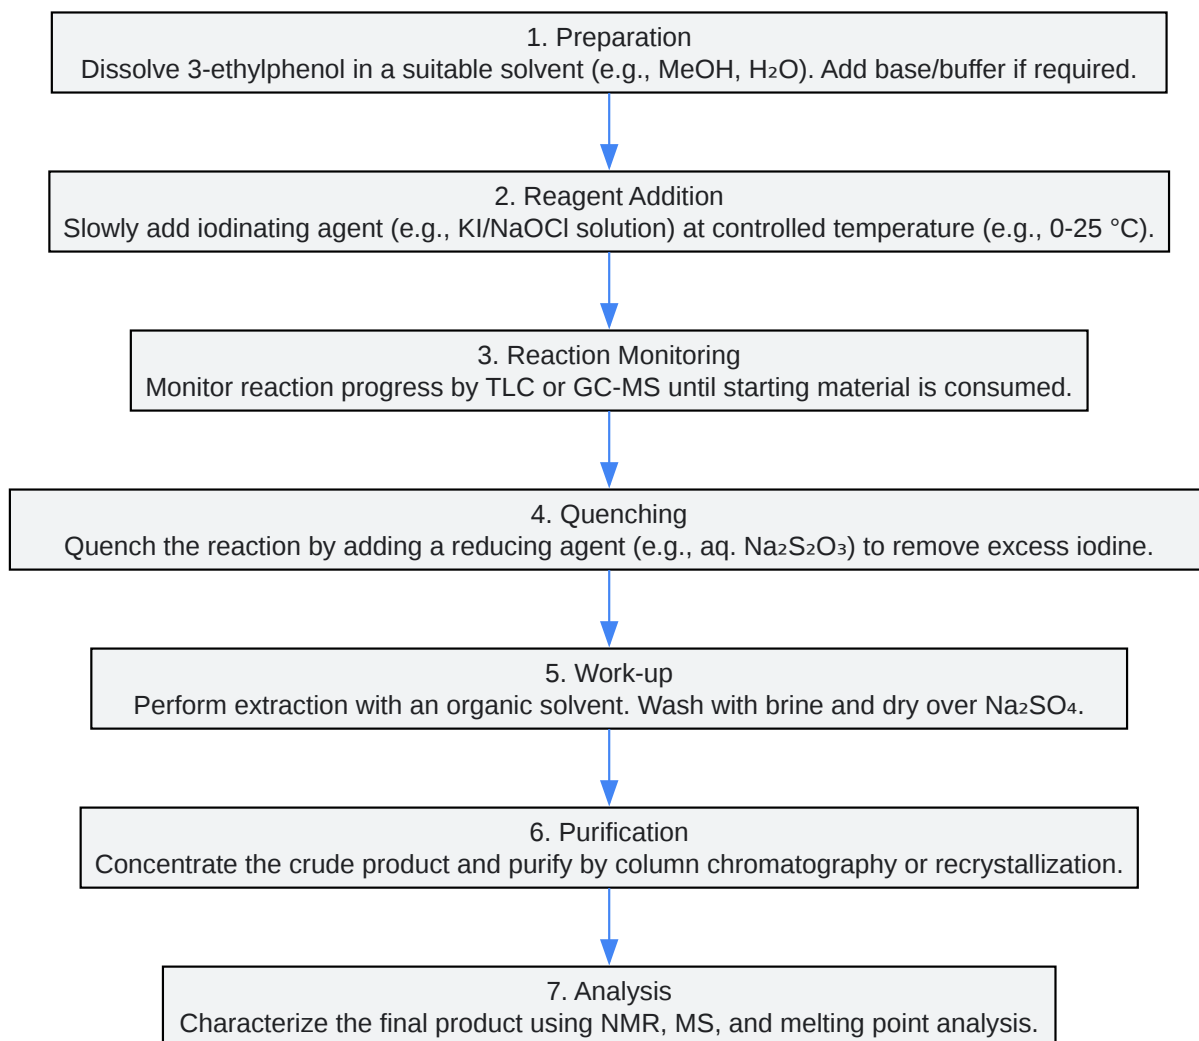 1. Preparation
Dissolve 3-ethylphenol in a suitable solvent (e.g., MeOH, H₂O). Add base/buffer if required.
2. Reagent Addition
Slowly add iodinating agent (e.g., KI/NaOCl solution) at controlled temperature (e.g., 0-25 °C).
3. Reaction Monitoring
Monitor reaction progress by TLC or GC-MS until starting material is consumed.
4. Quenching
Quench the reaction by adding a reducing agent (e.g., aq. Na₂S₂O₃) to remove excess iodine.
5. Work-up
Perform extraction with an organic solvent. Wash with brine and dry over Na₂SO₄.
6. Purification
Concentrate the crude product and purify by column chromatography or recrystallization.
7. Analysis
Characterize the final product using NMR, MS, and melting point analysis.